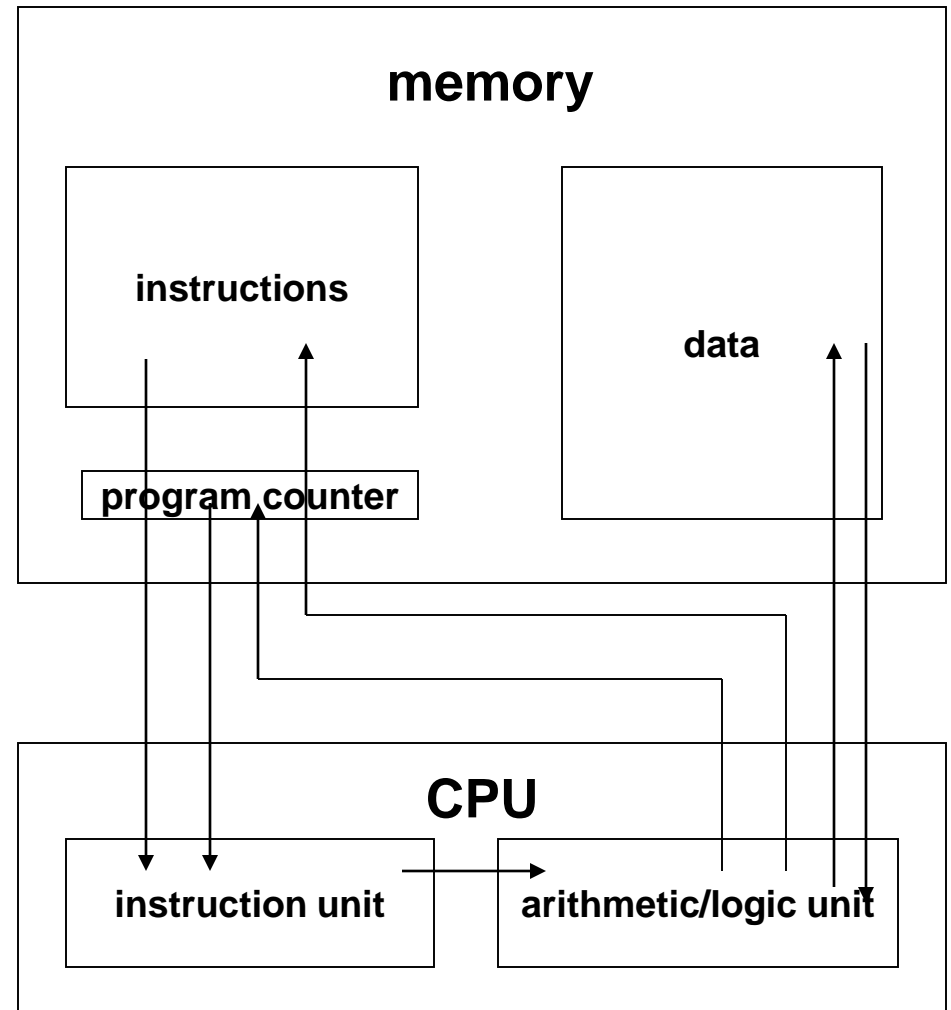 memory
instructions
data
program counter
CPU
instruction unit
arithmetic/logic unit